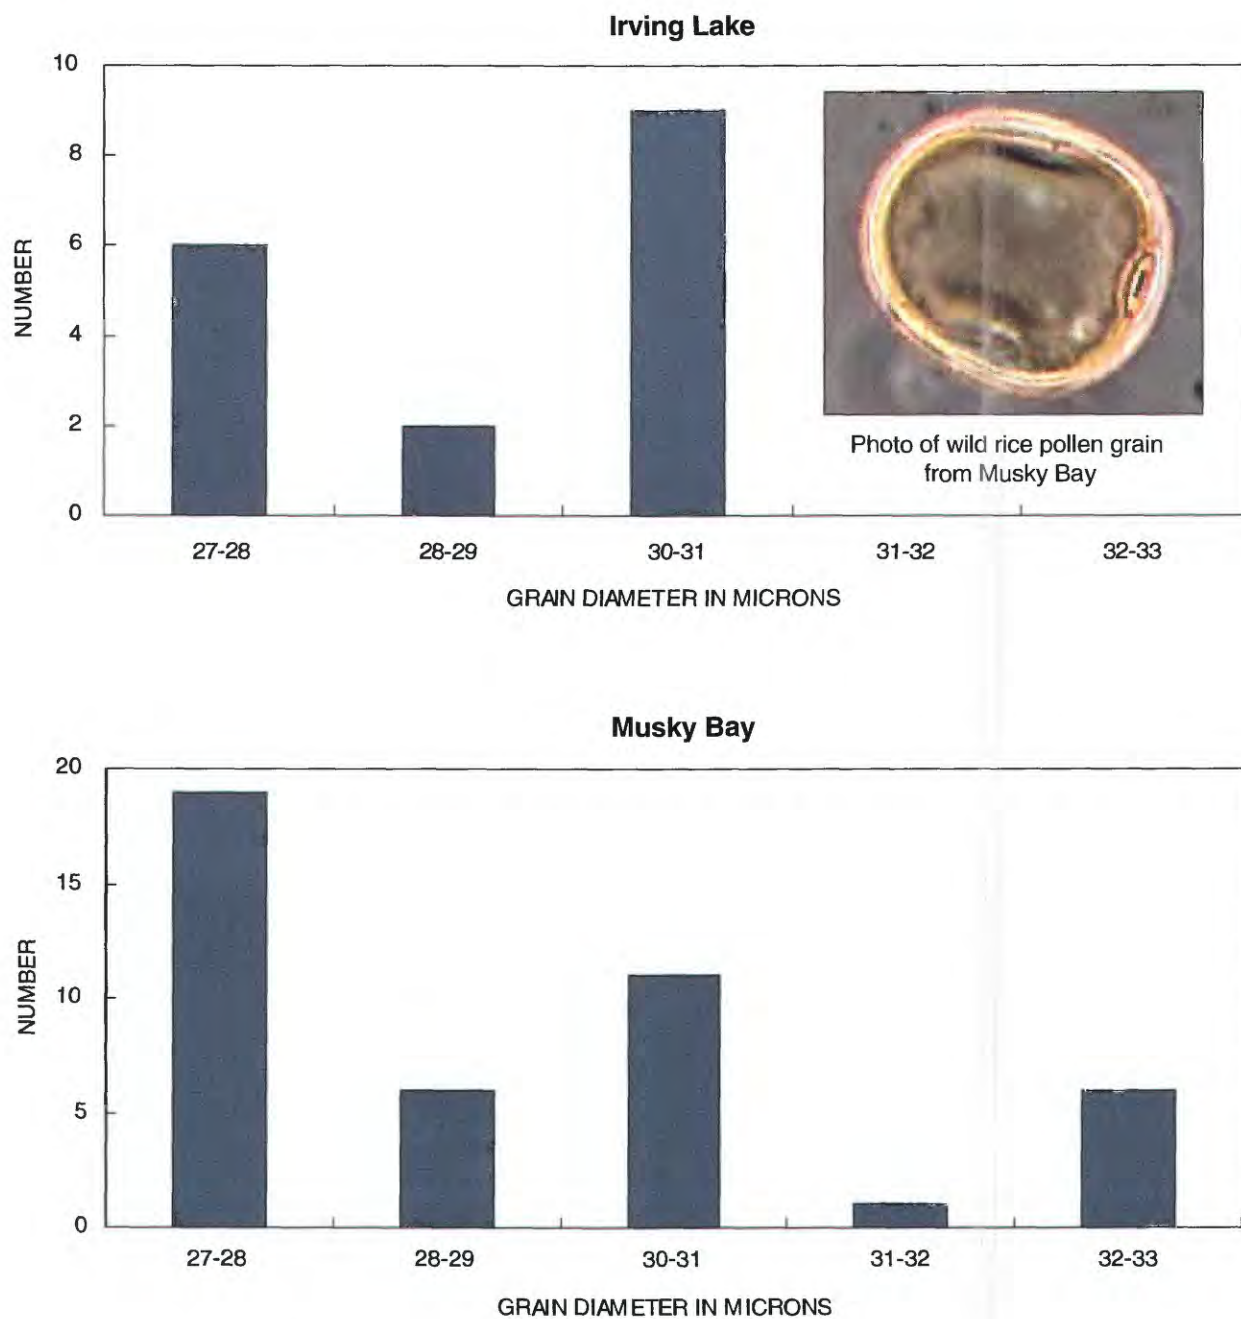 Irving Lake
10
8
6
4
2
0
NUMBER
27-28 28-29 30-31 31-32 32-33
GRAIN DIAMETER IN MICRONS
Photo of wild rice pollen grain
from Musky Bay
Musky Bay
20
15
10
5
0
NUMBER
27-28 28-29 30-31 31-32 32-33
GRAIN DIAMETER IN MICRONS